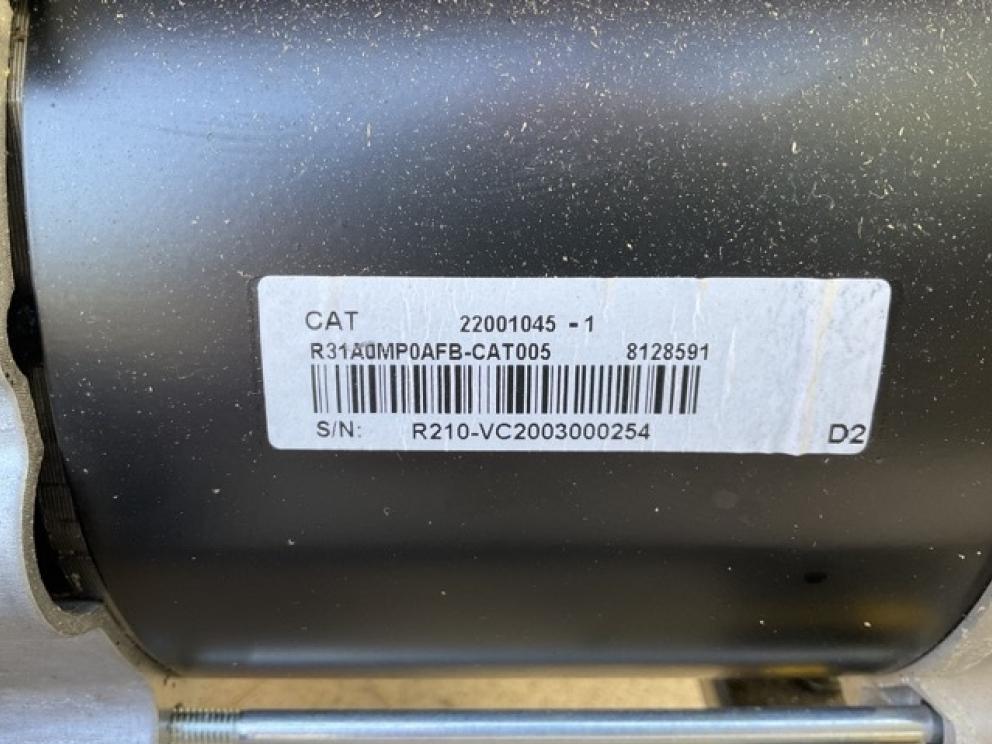 CAT 22001045 -1
R31A0MP0AFB-CAT005 8128591
S/N: R210-VC2003000254
D2